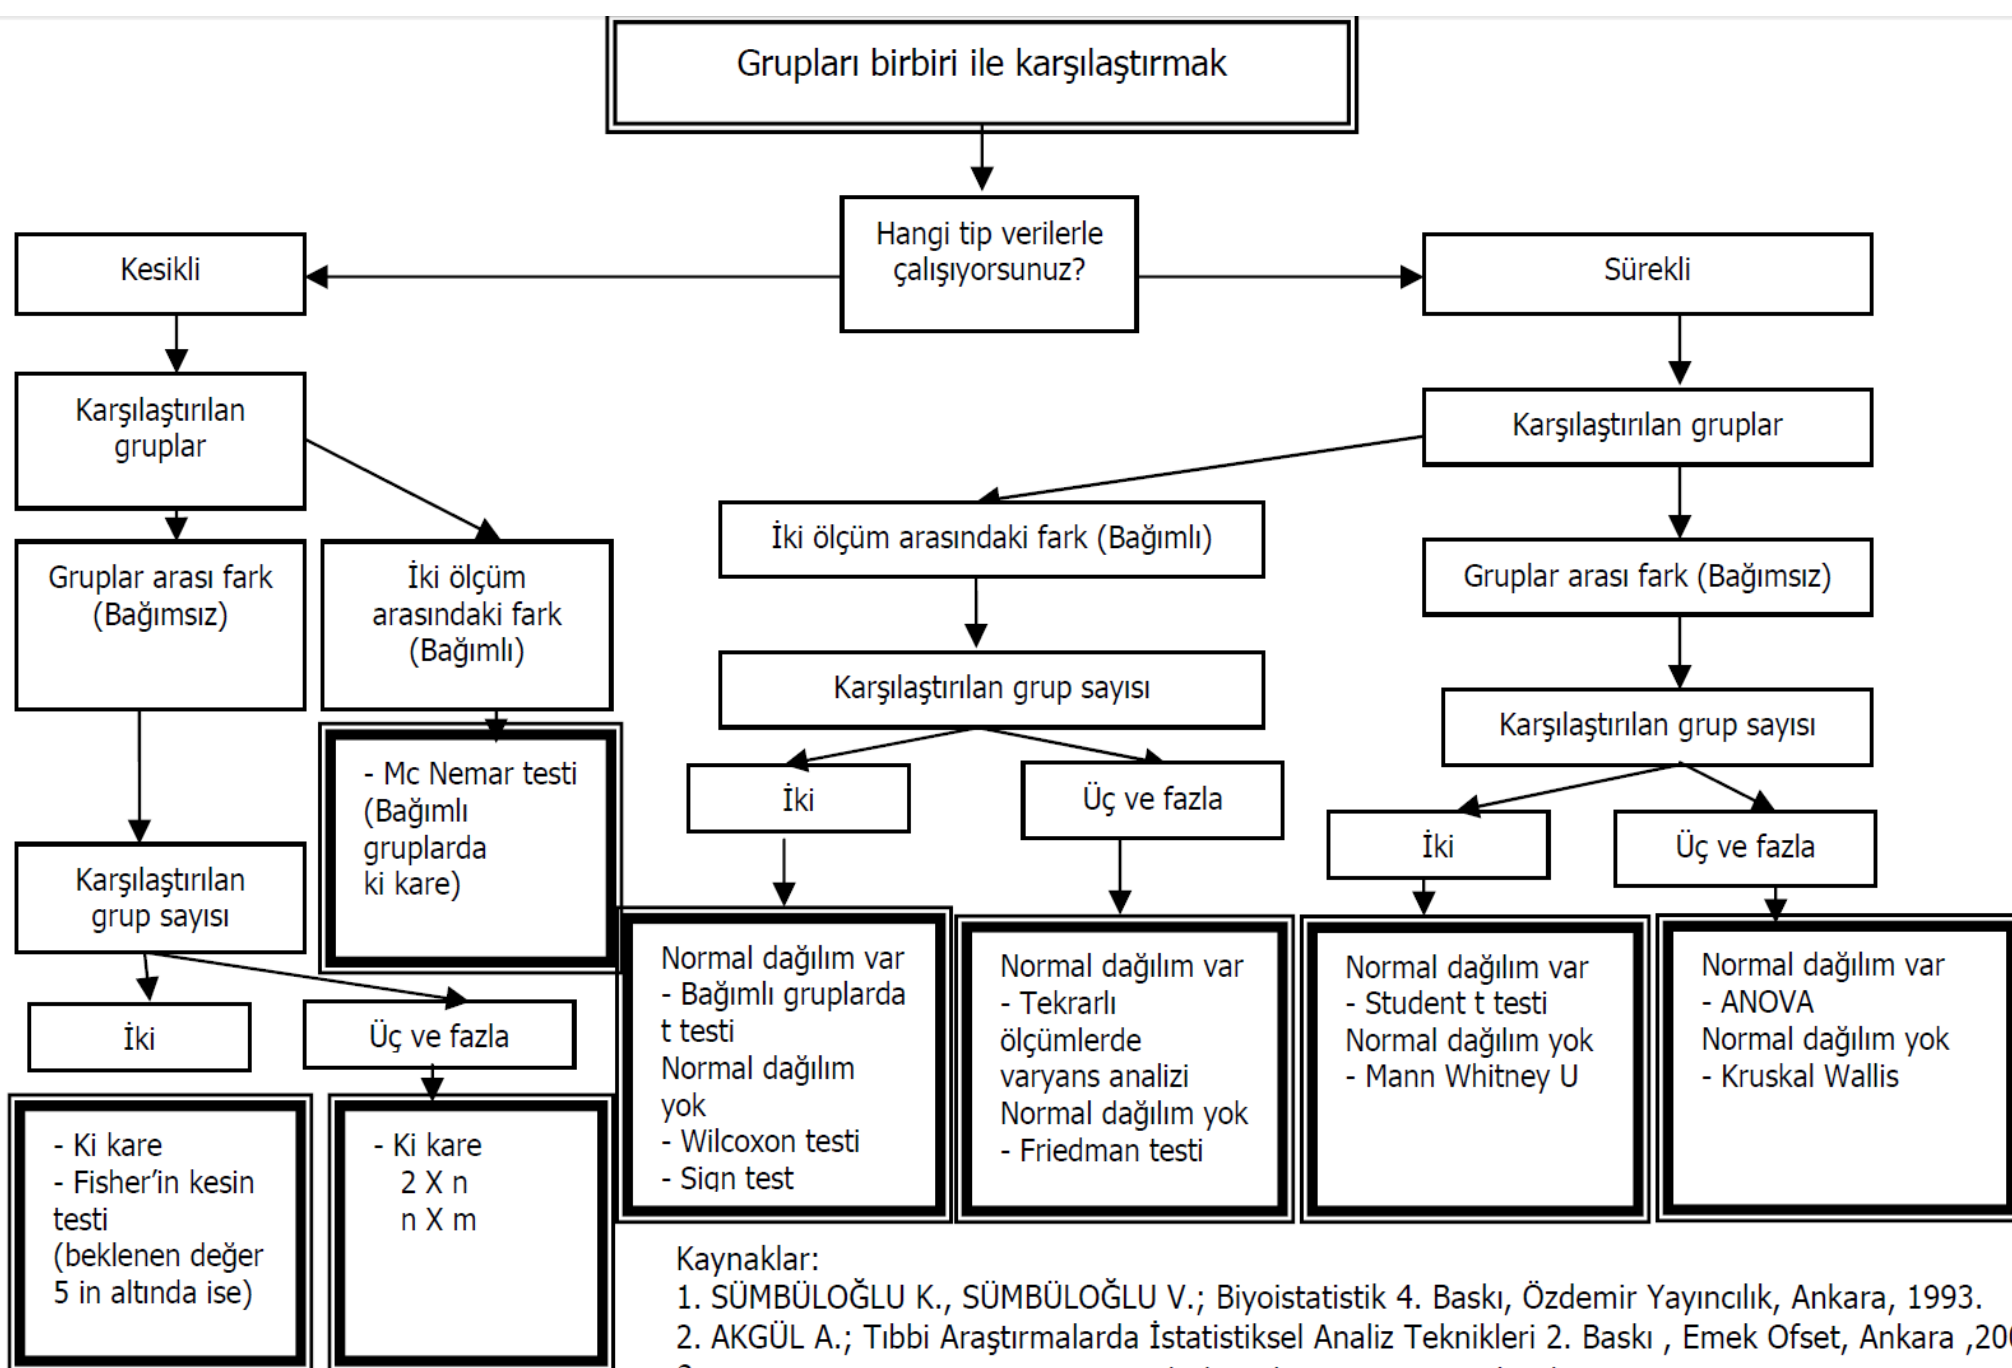 Grupları birbiri ile karşılaştırmak
Hangi tip verilerle
çalışıyorsunuz?
Kesikli
Sürekli
Karşılaştırılan
gruplar
Karşılaştırılan gruplar
Gruplar arası fark
(Bağımsız)
İki ölçüm
arasındaki fark
(Bağımlı)
İki ölçüm arasındaki fark (Bağımlı)
Gruplar arası fark (Bağımsız)
Karşılaştırılan grup sayısı
Karşılaştırılan grup sayısı
- Mc Nemar testi
(Bağımlı
gruplarda
ki kare)
İki
Üç ve fazla
İki
Üç ve fazla
Karşılaştırılan
grup sayısı
İki
Üç ve fazla
Normal dağılım var
- Bağımlı gruplarda
t testi
Normal dağılım
yok
- Wilcoxon testi
- Sign test
Normal dağılım var
- Tekrarlı
ölçümlerde
varyans analizi
Normal dağılım yok
- Friedman testi
Normal dağılım var
- Student t testi
Normal dağılım yok
- Mann Whitney U
Normal dağılım var
- ANOVA
Normal dağılım yok
- Kruskal Wallis
- Ki kare
- Fisher’in kesin
testi
(beklenen değer
5 in altında ise)
- Ki kare
2 X n
n X m
Kaynaklar:
1. SÜMBÜLOĞLU K., SÜMBÜLOĞLU V.; Biyoistatistik 4. Baskı, Özdemir Yayıncılık, Ankara, 1993.
2. AKGÜL A.; Tıbbi Araştırmalarda İstatistiksel Analiz Teknikleri 2. Baskı , Emek Ofset, Ankara ,